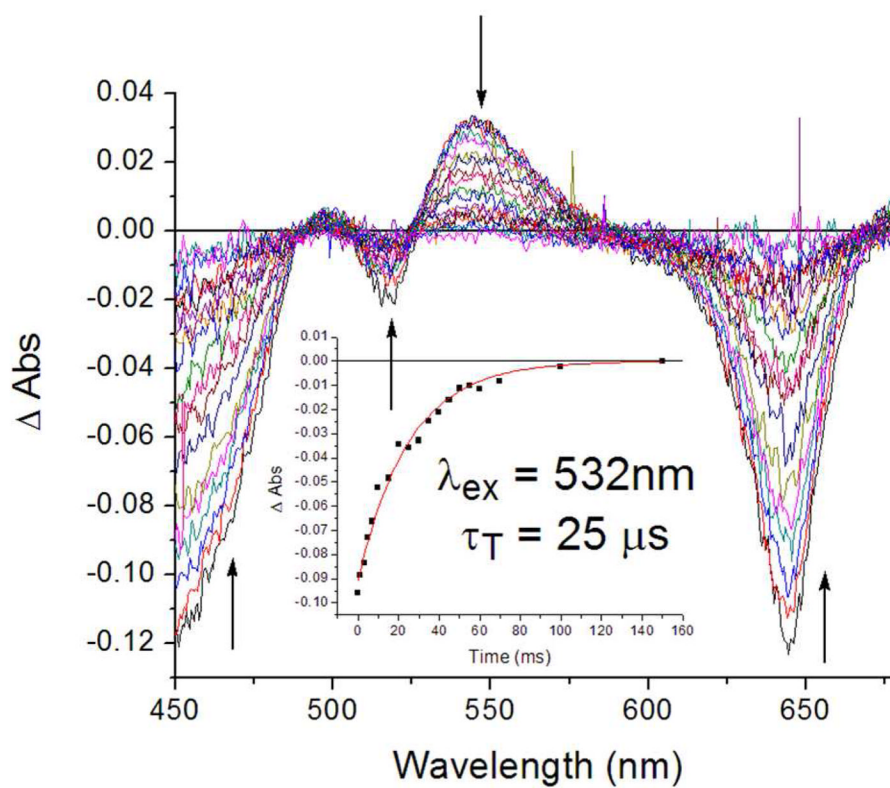 0.04
0.02
0.00
-0.02
-0.04
-0.06
-0.08
-0.10
-0.12
Δ Abs
450 500 550 600 650
Wavelength (nm)
0.01
0.00
-0.01
-0.02
-0.03
-0.04
-0.05
-0.06
-0.07
-0.08
-0.09
-0.10
Δ Abs
0 20 40 60 80 100 120 140 160
Time (ms)
λex = 532nm
τT = 25 μs